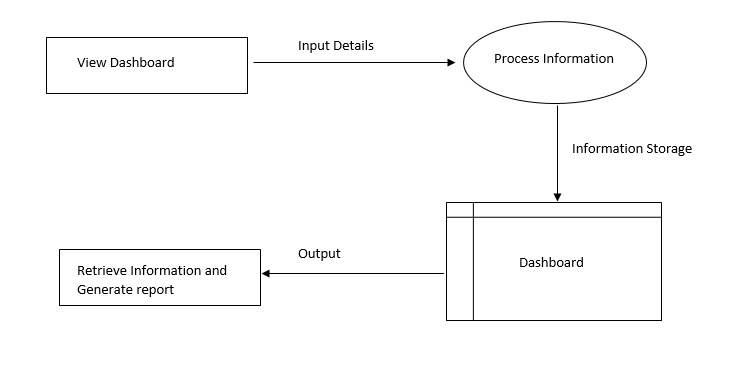 View Dashboard
Input Details
Process Information
Information Storage
Dashboard
Output
Retrieve Information and
Generate report